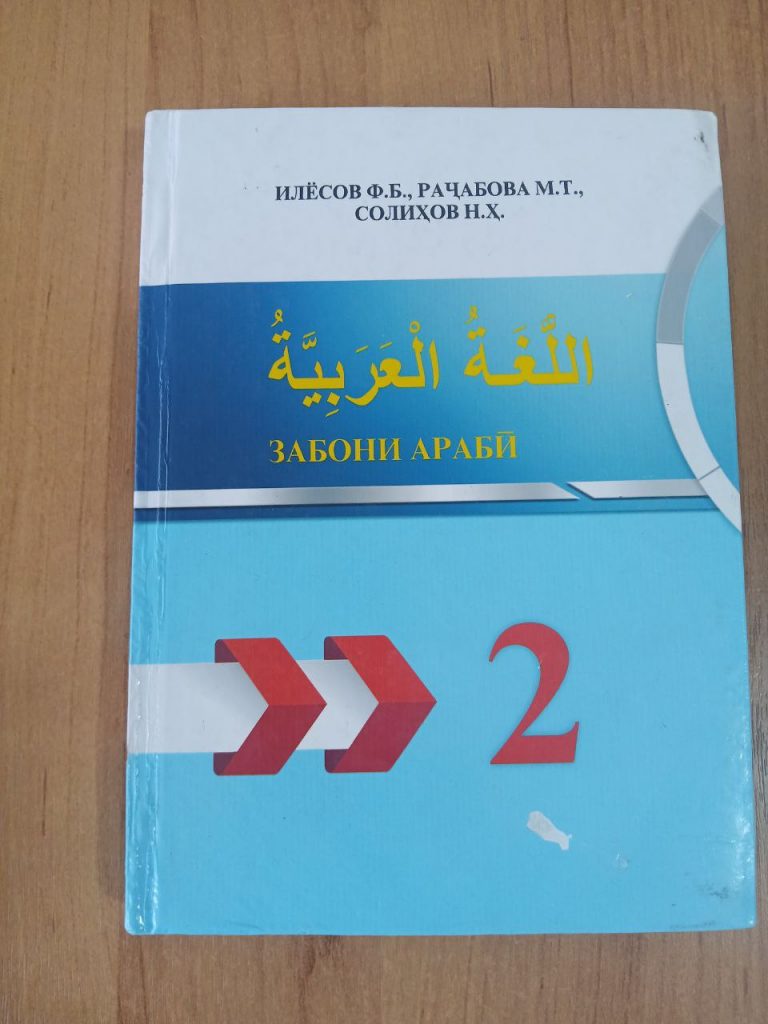 ИЛЁСОВ Ф.Б., РАҶАБОВА М.Т.,
СОЛИҲОВ Н.Ҳ.
اللُّغَةُ الْعَرَبِيَّةُ
ЗАБОНИ АРАБӢ
2